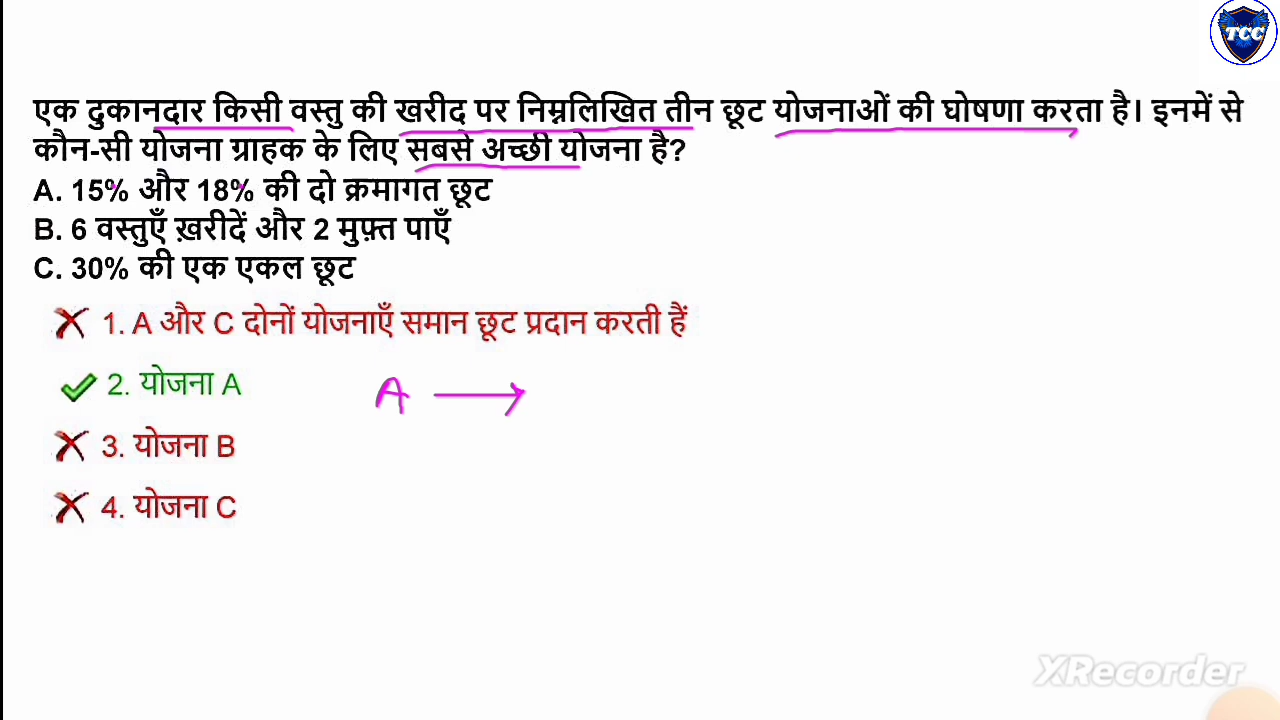 TCC
एक दुकानदार किसी वस्तु की खरीद पर निम्नलिखित तीन छूट योजनाओं की घोषणा करता है। इनमें से
कौन-सी योजना ग्राहक के लिए सबसे अच्छी योजना है?
A. 15% और 18% की दो क्रमागत छूट
B. 6 वस्तुएँ ख़रीदें और 2 मुफ़्त पाएँ
C. 30% की एक एकल छूट
1. A और C दोनों योजनाएँ समान छूट प्रदान करती हैं
2. योजना A
A
3. योजना B
4. योजना C
XRecorder